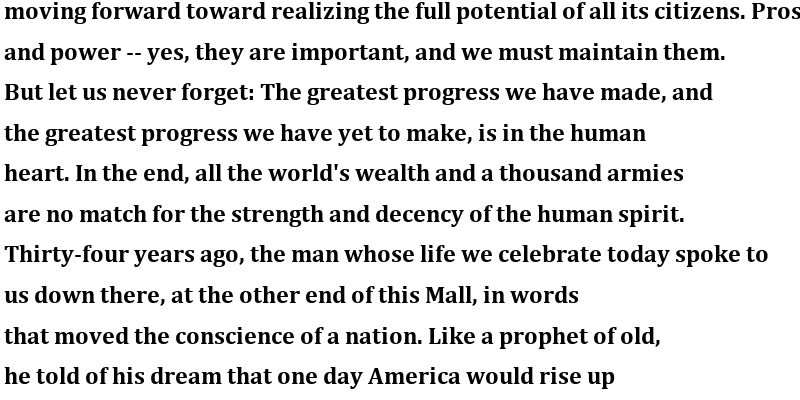 moving forward toward realizing the full potential of all its citizens. Pros
and power -- yes, they are important, and we must maintain them.
But let us never forget: The greatest progress we have made, and
the greatest progress we have yet to make, is in the human
heart. In the end, all the world's wealth and a thousand armies
are no match for the strength and decency of the human spirit.
Thirty-four years ago, the man whose life we celebrate today spoke to
us down there, at the other end of this Mall, in words
that moved the conscience of a nation. Like a prophet of old,
he told of his dream that one day America would rise up